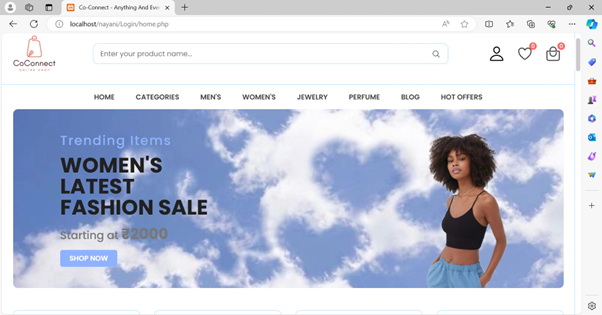 Co-Connect - Anything And Eve
localhost/nayani/Login/home.php
CoConnect
ONLINE SPOT
Enter your product name...
0
0
HOME CATEGORIES MEN'S WOMEN'S JEWELRY PERFUME BLOG HOT OFFERS
Trending Items
WOMEN'S
LATEST
FASHION SALE
Starting at ₹2000
SHOP NOW